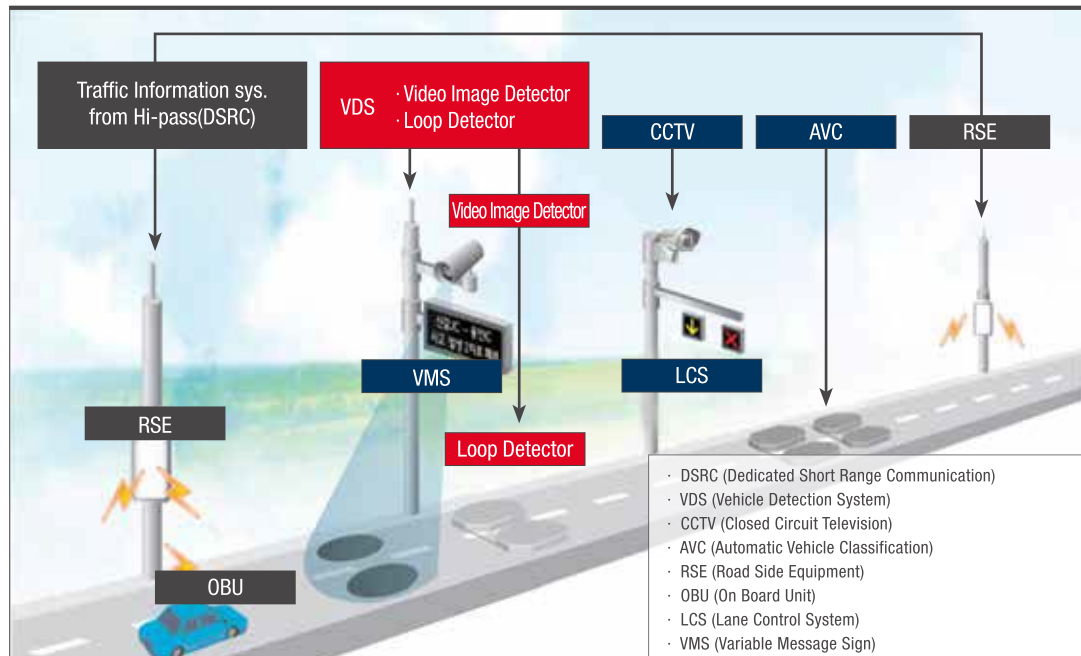 Traffic Information sys.
from Hi-pass(DSRC)
VDS
· Video Image Detector
· Loop Detector
CCTV
AVC
RSE
Video Image Detector
VMS
LCS
RSE
Loop Detector
OBU
· DSRC (Dedicated Short Range Communication)
· VDS (Vehicle Detection System)
· CCTV (Closed Circuit Television)
· AVC (Automatic Vehicle Classification)
· RSE (Road Side Equipment)
· OBU (On Board Unit)
· LCS (Lane Control System)
· VMS (Variable Message Sign)